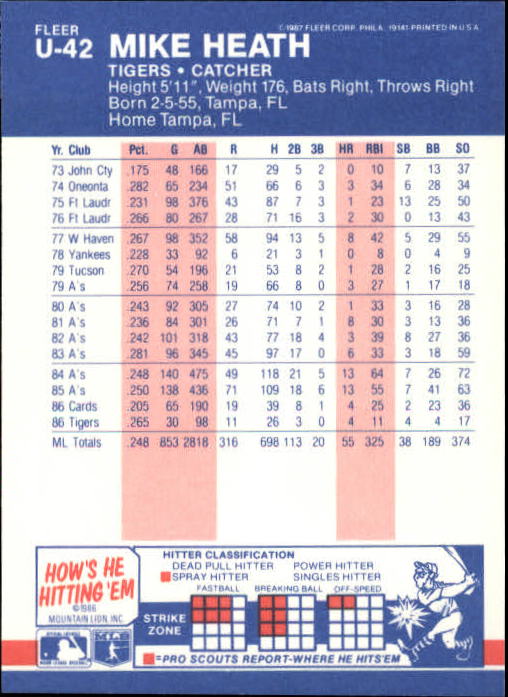 FLEER
U-42 MIKE HEATH
©1987 FLEER CORP. PHILA. 19141-PRINTED IN U S A
TIGERS • CATCHER
Height 5'11", Weight 176, Bats Right, Throws Right
Born 2-5-55, Tampa, FL
Home Tampa, FL
Yr. Club Pct. G AB R H 2B 3B HR RBI SB BB SO
73 John Cty .175 48 166 17 29 5 2 0 10 7 13 37
74 Oneonta .282 65 234 51 66 6 3 3 34 6 28 34
75 Ft Laudr .231 98 376 43 87 7 3 1 23 13 25 50
76 Ft Laudr .266 80 267 28 71 16 3 2 30 0 13 43
77 W Haven .267 98 352 58 94 13 5 8 42 5 29 55
78 Yankees .228 33 92 6 21 3 1 0 8 0 4 9
79 Tucson .270 54 196 21 53 8 2 1 28 2 16 25
79 A's .256 74 258 19 66 8 0 3 27 1 17 18
80 A's .243 92 305 27 74 10 2 1 33 3 16 28
81 A's .236 84 301 26 71 7 1 8 30 3 13 36
82 A's .242 101 318 43 77 18 4 3 39 8 27 36
83 A's .281 96 345 45 97 17 0 6 33 3 18 59
84 A's .248 140 475 49 118 21 5 13 64 7 26 72
85 A's .250 138 436 71 109 18 6 13 55 7 41 63
86 Cards .205 65 190 19 39 8 1 4 25 2 23 36
86 Tigers .265 30 98 11 26 3 0 4 11 4 4 17
ML Totals .248 853 2818 316 698 113 20 55 325 38 189 374
HOW'S HE
HITTING 'EM
©1986
MOUNTAIN LION, INC.
HITTER CLASSIFICATION
DEAD PULL HITTER POWER HITTER
SPRAY HITTER SINGLES HITTER
FASTBALL BREAKING BALL OFF-SPEED
STRIKE
ZONE
=PRO SCOUTS REPORT-WHERE HE HITS'EM